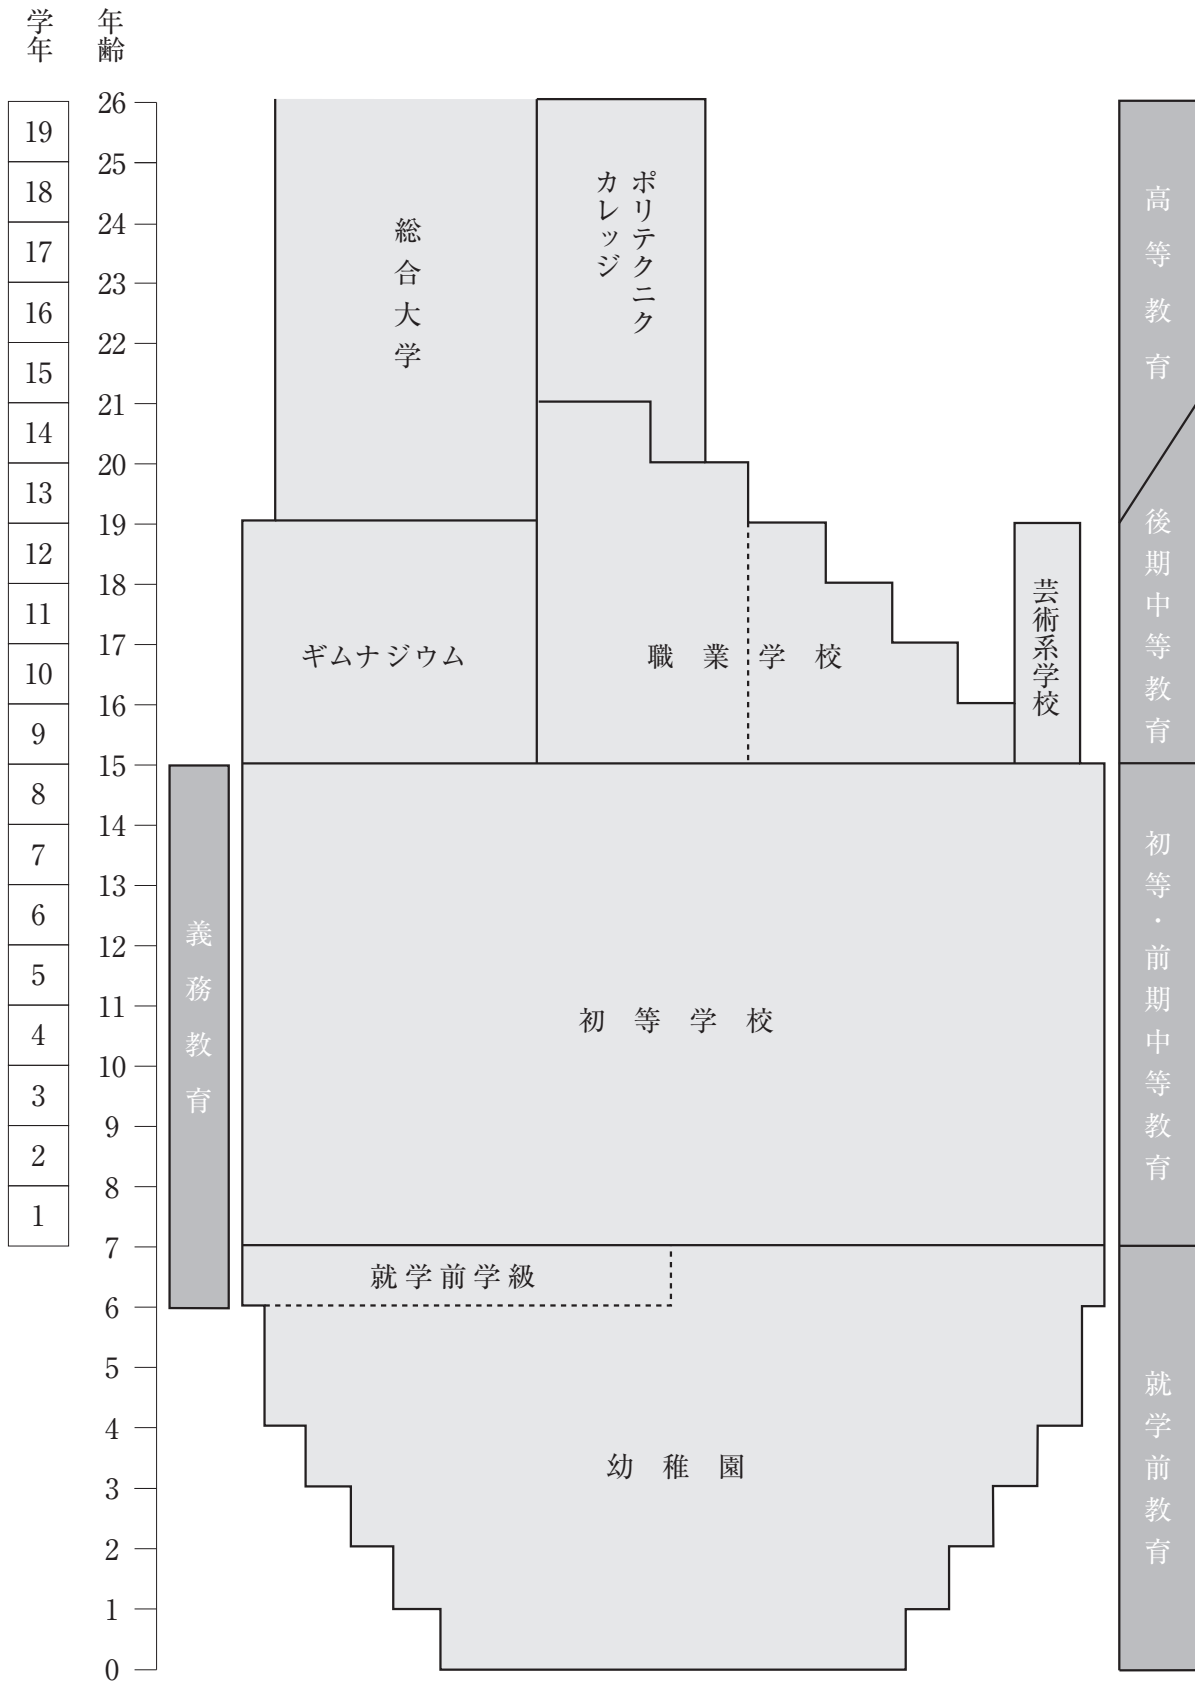 学年
年齢
26
19
25
18
24
17
23
16
22
15
21
14
20
13
19
12
18
11
17
10
16
9
15
8
14
7
13
6
12
5
11
4
10
3
9
2
8
1
7
6
5
4
3
2
1
0
義務教育
総合大学
ポリテクニク
カレッジ
ギムナジウム
職業学校
芸術系学校
初等学校
就学前学級
幼稚園
高等教育
後期中等教育
初等・前期中等教育
就学前教育